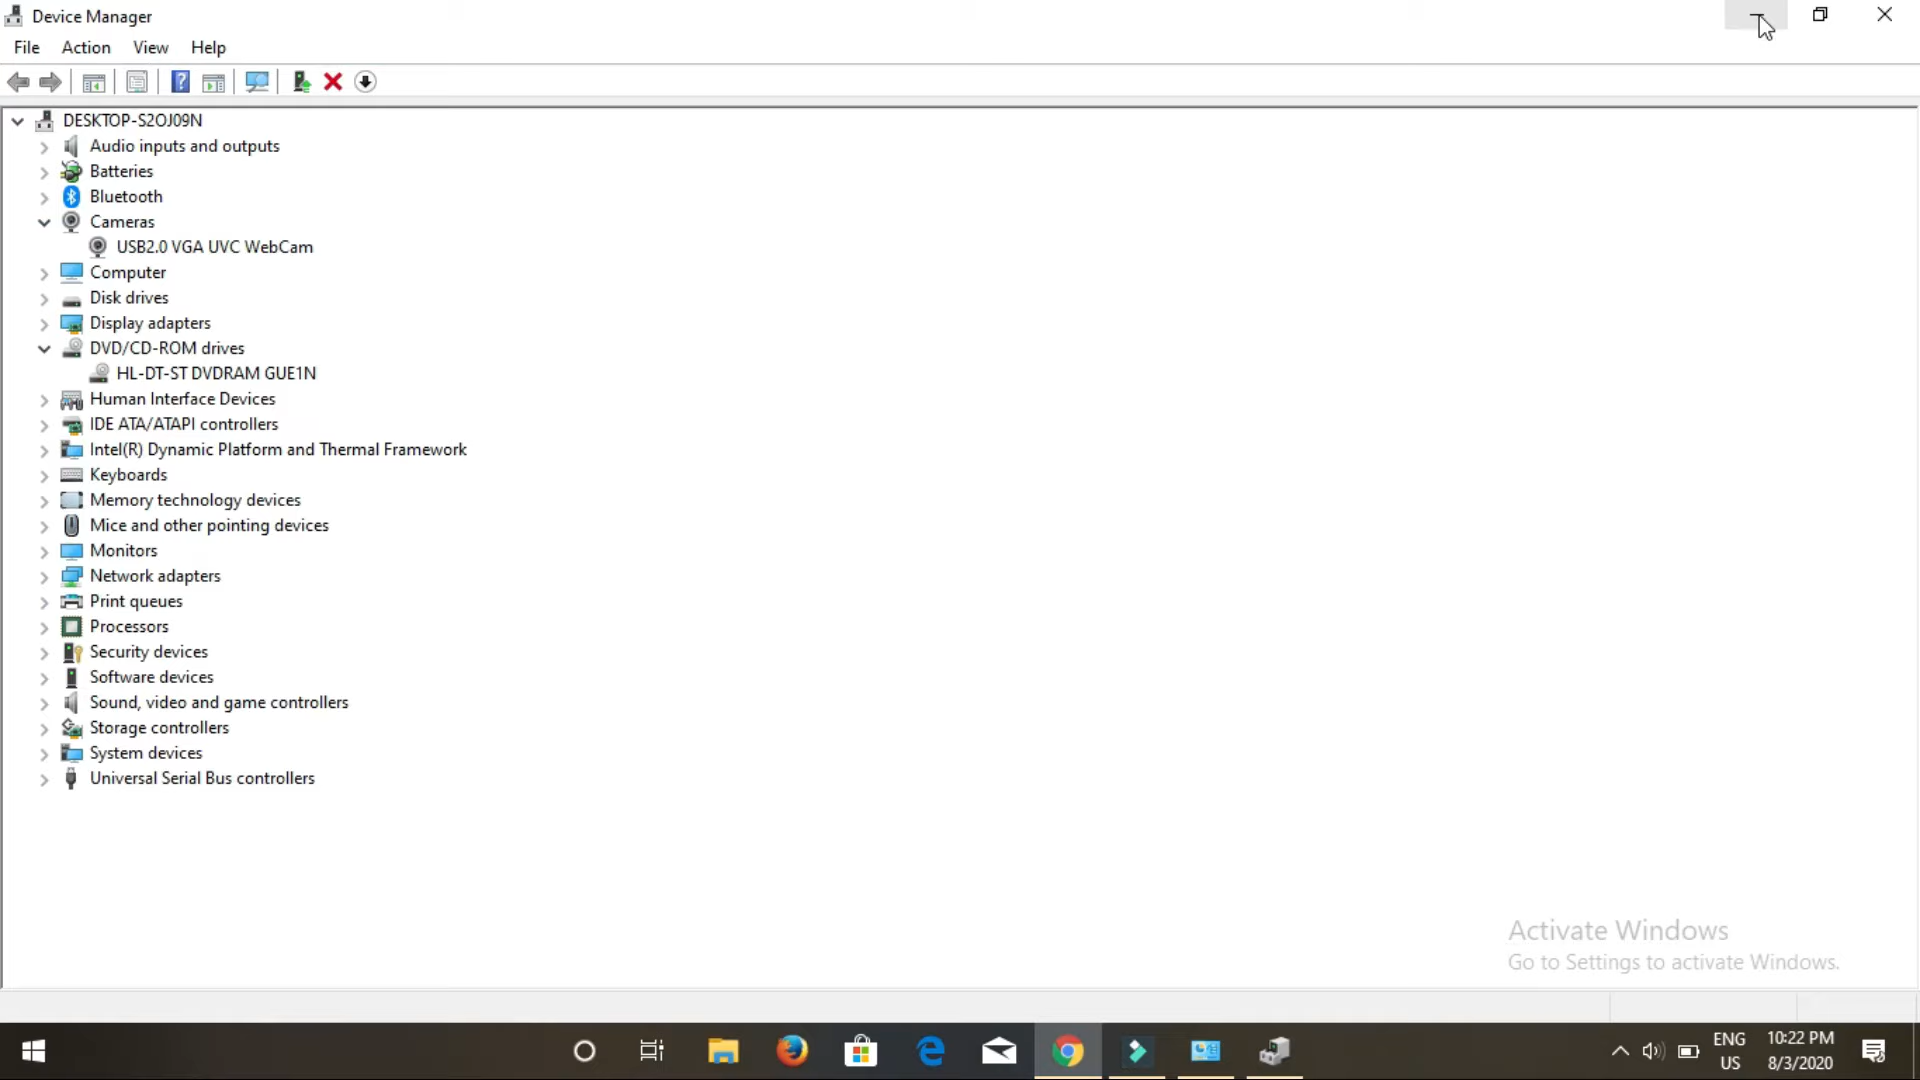 Device Manager
File Action View Help
DESKTOP-S2OJ09N
Audio inputs and outputs
Batteries
Bluetooth
Cameras
USB2.0 VGA UVC WebCam
Computer
Disk drives
Display adapters
DVD/CD-ROM drives
HL-DT-ST DVDRAM GUE1N
Human Interface Devices
IDE ATA/ATAPI controllers
Intel(R) Dynamic Platform and Thermal Framework
Keyboards
Memory technology devices
Mice and other pointing devices
Monitors
Network adapters
Print queues
Processors
Security devices
Software devices
Sound, video and game controllers
Storage controllers
System devices
Universal Serial Bus controllers
Activate Windows
Go to Settings to activate Windows.
ENG 10:22 PM
US 8/3/2020